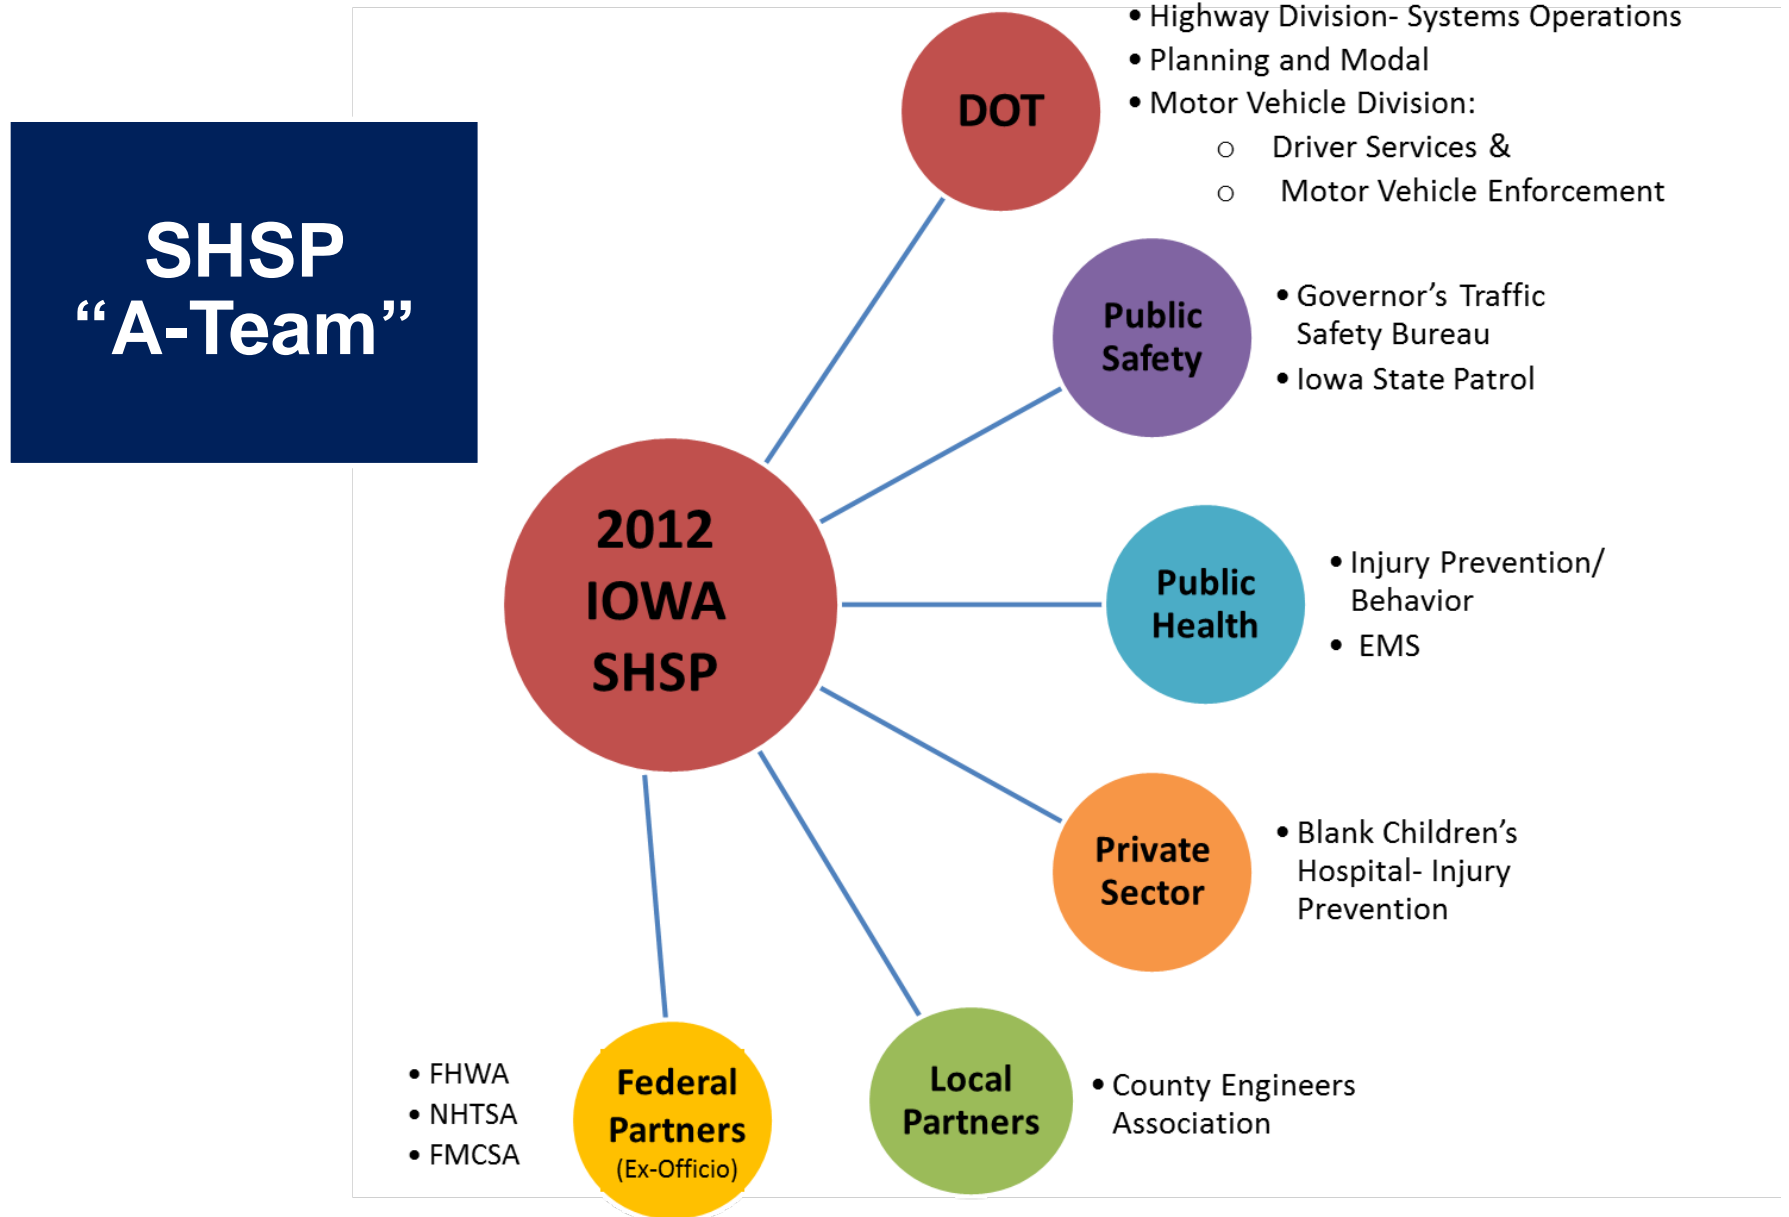 SHSP
“A-Team”
DOT
• Highway Division- Systems Operations
• Planning and Modal
• Motor Vehicle Division:
o Driver Services &
o Motor Vehicle Enforcement
Public
Safety
• Governor’s Traffic
Safety Bureau
• Iowa State Patrol
2012
IOWA
SHSP
Public
Health
• Injury Prevention/
Behavior
• EMS
Private
Sector
• Blank Children’s
Hospital- Injury
Prevention
Local
Partners
• County Engineers
Association
Federal
Partners
(Ex-Officio)
• FHWA
• NHTSA
• FMCSA